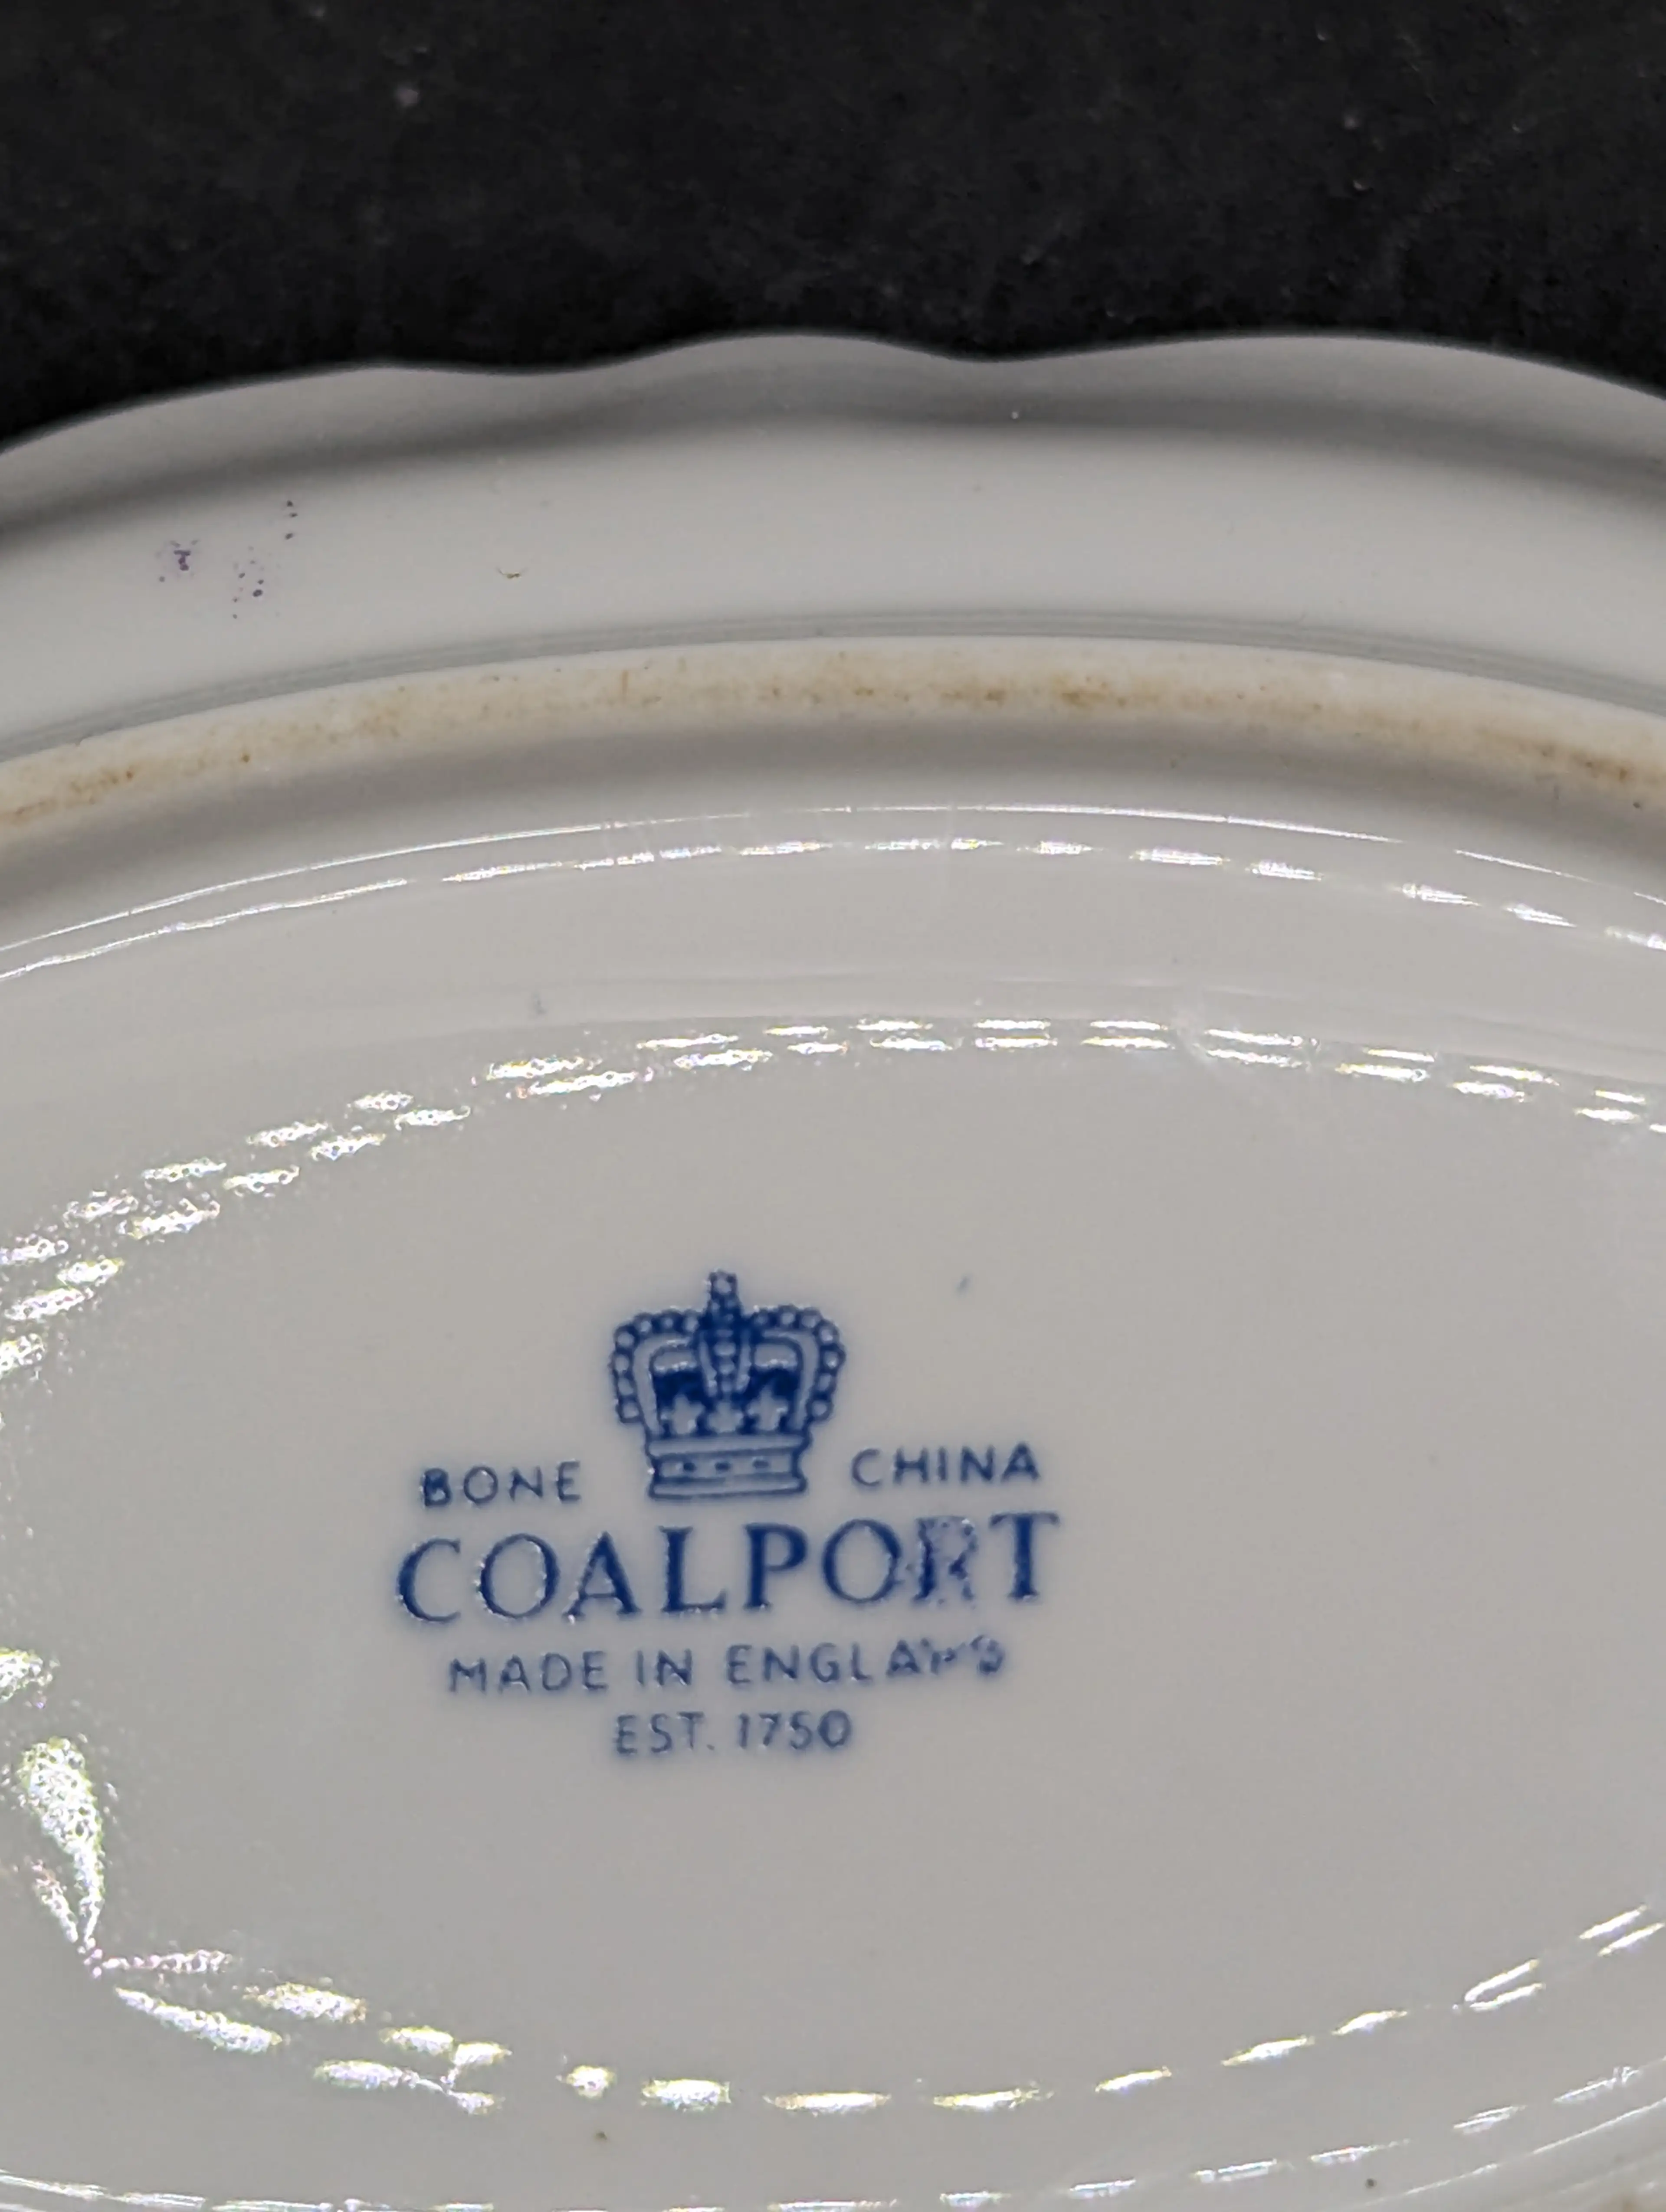 BONE CHINA
COALPORT
MADE IN ENGLAND
EST. 1750